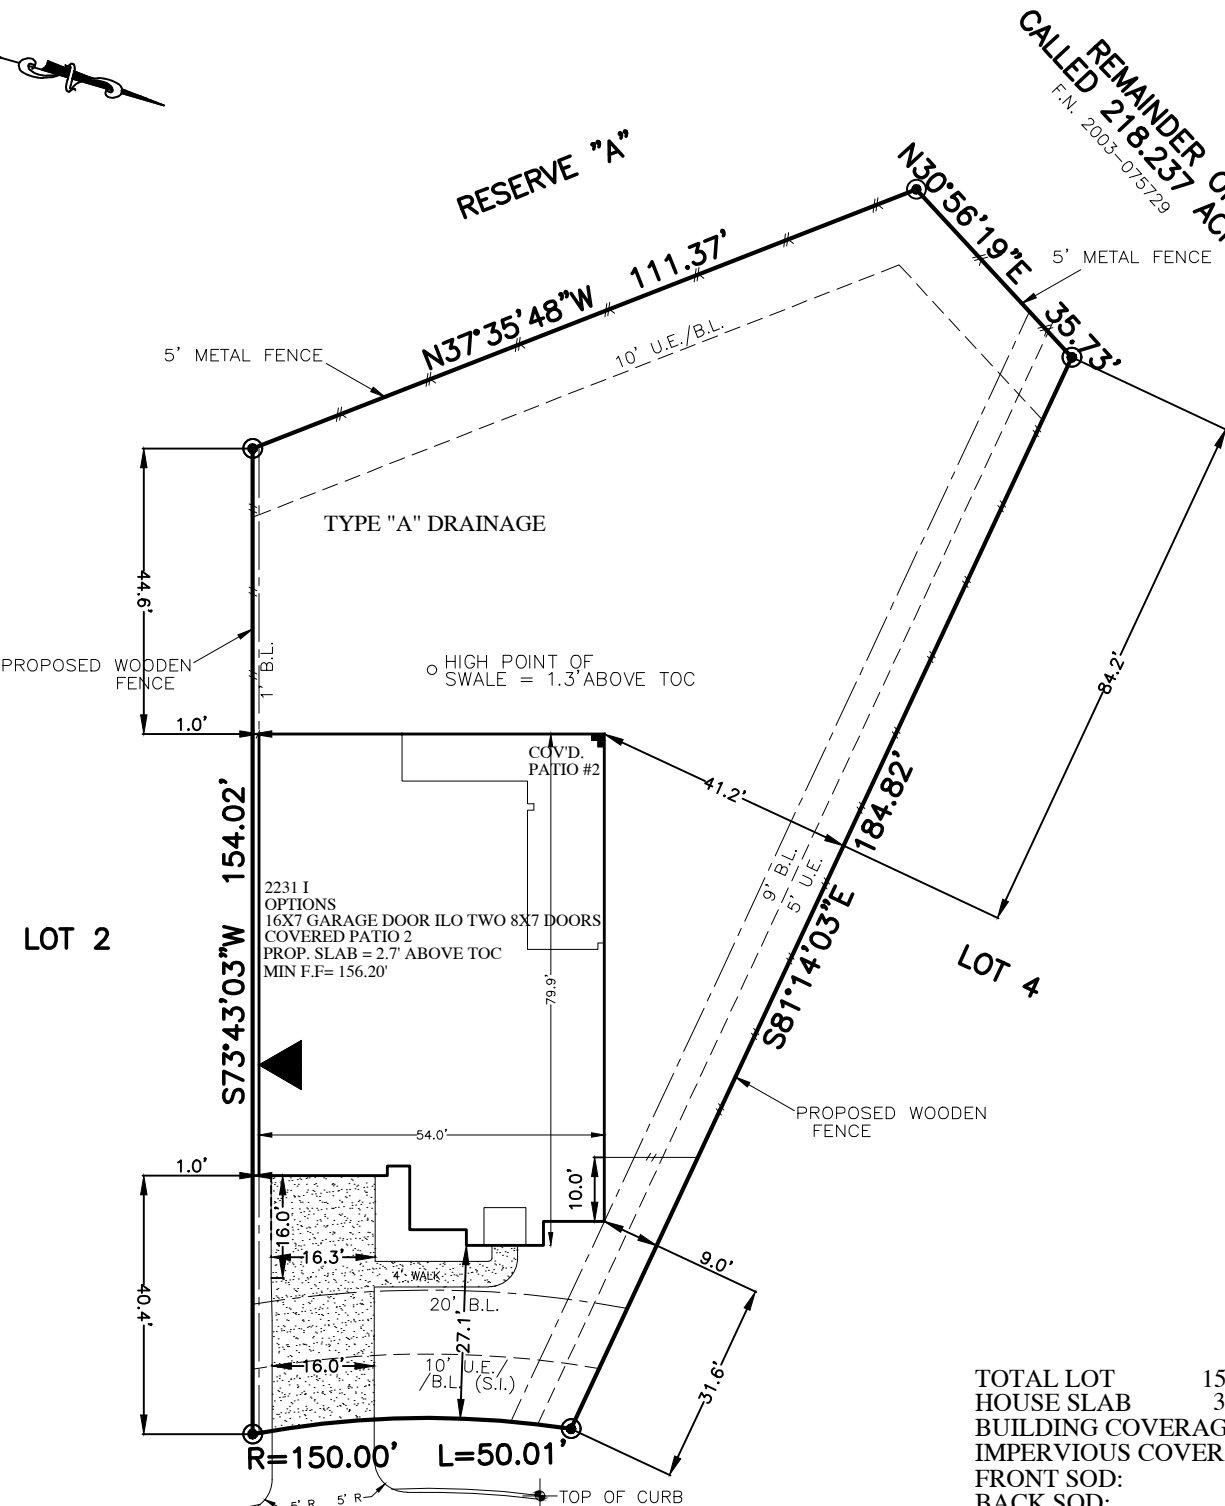 REMAINDER
CALLED 218.237
F.N. 2003-075729
RESERVE "A"
N30°56'19"E 35.73'
5' METAL FENCE
N37°35'48"W 111.37'
10' U.E./B.L.
5' METAL FENCE
TYPE "A" DRAINAGE
44.6'
84.2'
PROPOSED WOODEN
FENCE
1' B.L.
HIGH POINT OF
SWALE = 1.3'ABOVE TOC
1.0'
COV'D.
PATIO #2
41.2'
S73°43'03"W 154.02'
S81°14'03"E 184.82'
9' B.L.
5' U.E.
2231 I
OPTIONS
16X7 GARAGE DOOR ILO TWO 8X7 DOORS
COVERED PATIO 2
PROP. SLAB = 2.7' ABOVE TOC
MIN F.F= 156.20'
LOT 2
LOT 4
79.9'
PROPOSED WOODEN
FENCE
54.0'
1.0'
10.0'
16.0'
16.3'
9.0'
4' WALK
20' B.L.
40.4'
27.1'
16.0'
10' U.E./
/B.L. (S.I.)
31.6'
R=150.00' L=50.01'
5' R 5' R
TOP OF CURB
TOTAL LOT 15
HOUSE SLAB 3
BUILDING COVERAG
IMPERVIOUS COVER
FRONT SOD:
BACK SOD: